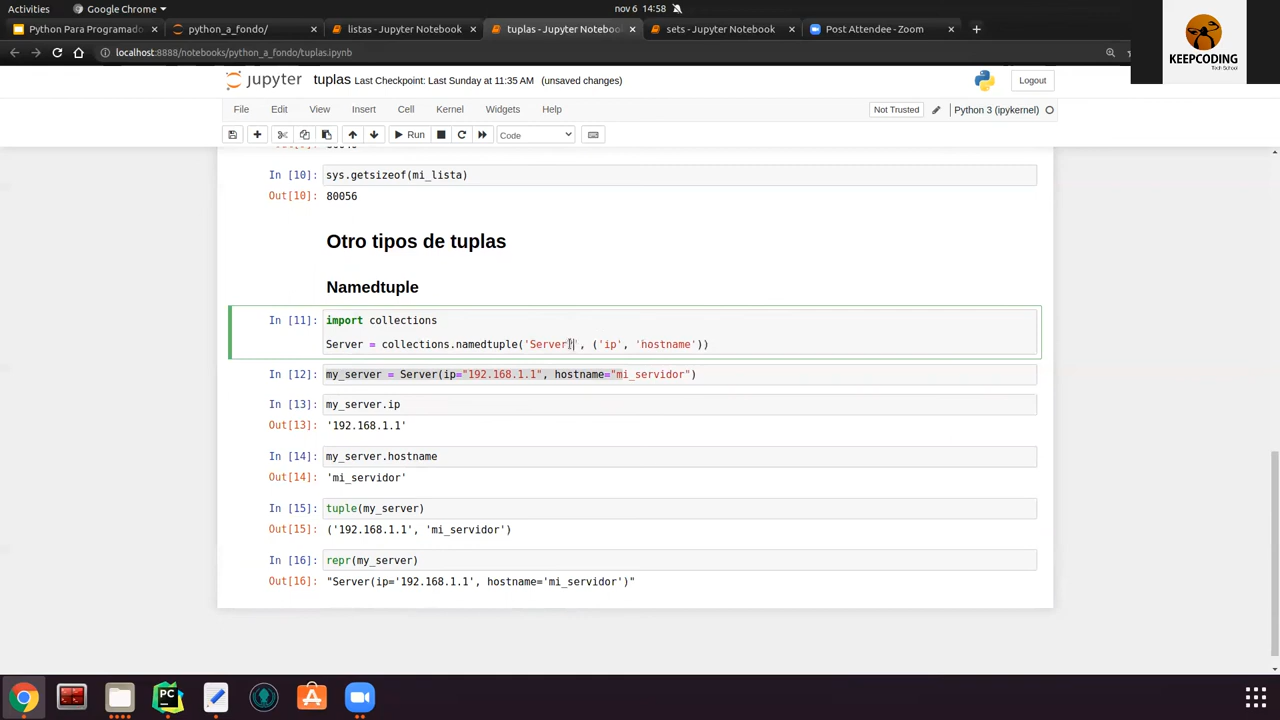 Activities
Google Chrome
nov 6 14:58
Python Para Programado
python_a_fondo/
listas - Jupyter Notebook
tuplas - Jupyter Notebook
sets - Jupyter Notebook
Post Attendee - Zoom
localhost:8888/notebooks/python_a_fondo/tuplas.ipynb
KEEPCODING
Tech School
jupyter tuplas Last Checkpoint: Last Sunday at 11:35 AM (unsaved changes)
Logout
File Edit View Insert Cell Kernel Widgets Help
Not Trusted
Python 3 (ipykernel)
Run
Code
In [10]: sys.getsizeof(mi_lista)
Out[10]: 80056
Otro tipos de tuplas
Namedtuple
In [11]: import collections
Server = collections.namedtuple('Server', ('ip', 'hostname'))
In [12]: my_server = Server(ip="192.168.1.1", hostname="mi_servidor")
In [13]: my_server.ip
Out[13]: '192.168.1.1'
In [14]: my_server.hostname
Out[14]: 'mi_servidor'
In [15]: tuple(my_server)
Out[15]: ('192.168.1.1', 'mi_servidor')
In [16]: repr(my_server)
Out[16]: "Server(ip='192.168.1.1', hostname='mi_servidor')"